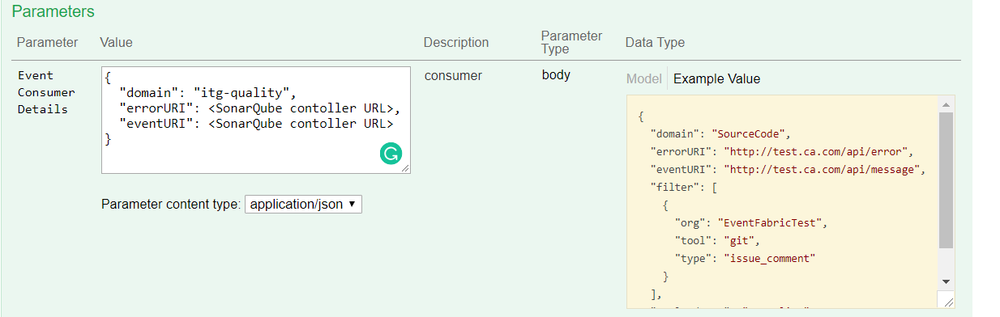 Parameters
Parameter Value Description Parameter Type Data Type
Event Consumer Details
{
"domain": "itg-quality",
"errorURI": <SonarQube contoller URL>,
"eventURI": <SonarQube contoller URL>
}
Parameter content type: application/json
consumer
body
Model Example Value
{
"domain": "SourceCode",
"errorURI": "http://test.ca.com/api/error",
"eventURI": "http://test.ca.com/api/message",
"filter": [
{
"org": "EventFabricTest",
"tool": "git",
"type": "issue_comment"
}
],